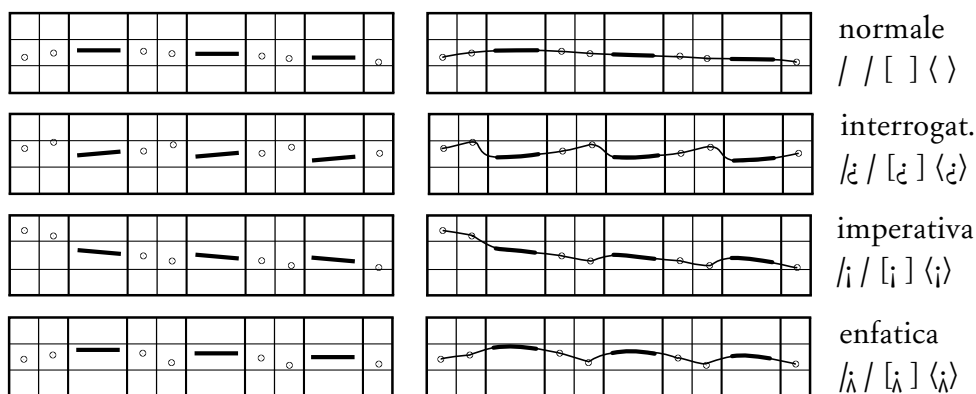 normale
/ / [ ] ⟨ ⟩
interrogat.
/¿ / [¿ ] ⟨¿⟩
imperativa
/¡ / [¡ ] ⟨¡⟩
enfatica